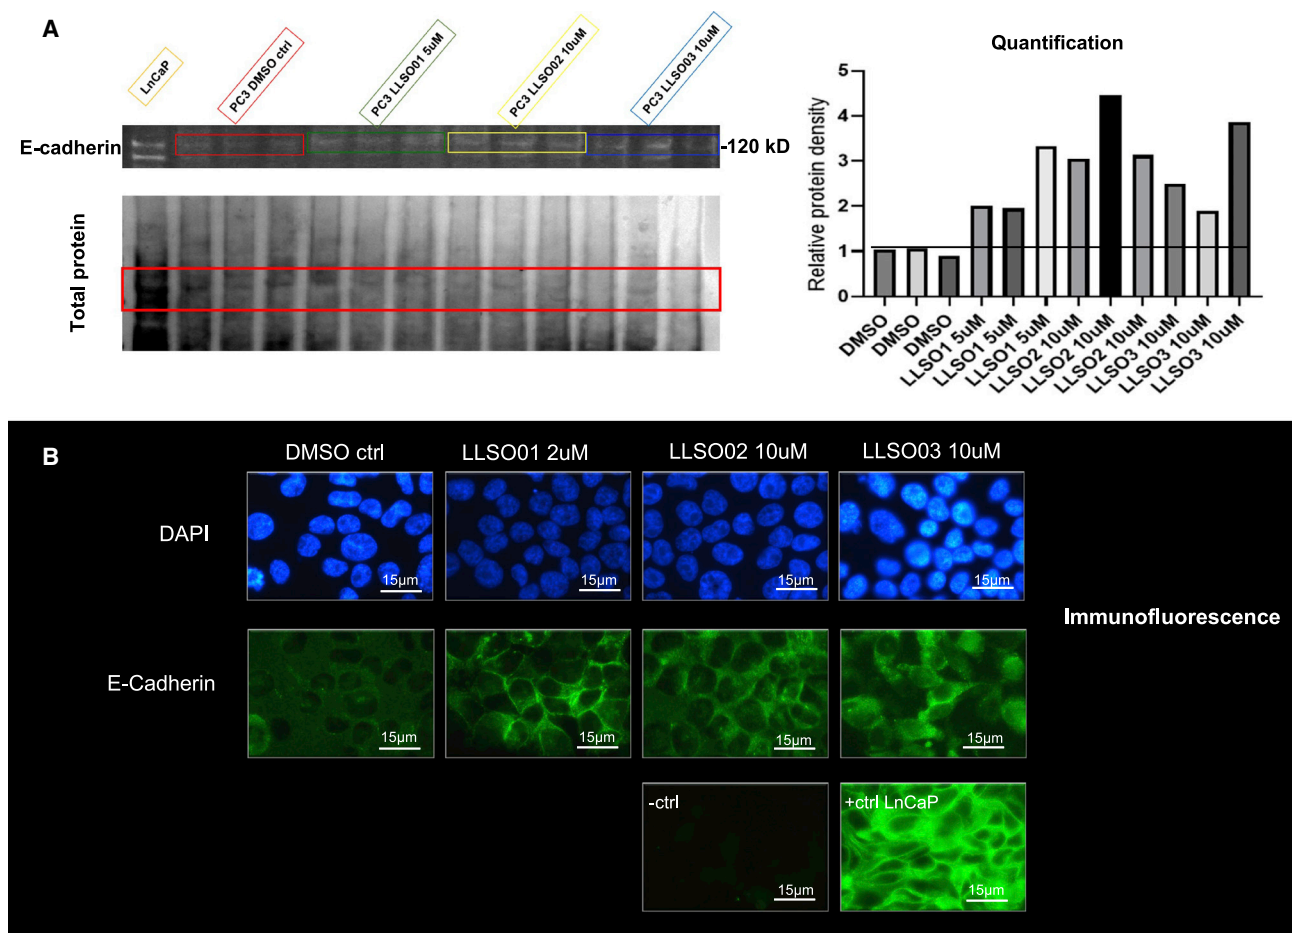 A
LnCaP
PC3 DMSO ctrl
PC3 LLSO01 5uM
PC3 LLSO02 10uM
PC3 LLSO03 10uM
E-cadherin
-120 kD
Total protein
Quantification
Relative protein density
5
4
3
2
1
0
DMSO
DMSO
DMSO
LLSO1 5uM
LLSO1 5uM
LLSO1 5uM
LLSO2 10uM
LLSO2 10uM
LLSO2 10uM
LLSO3 10uM
LLSO3 10uM
LLSO3 10uM
B
DMSO ctrl
LLSO01 2uM
LLSO02 10uM
LLSO03 10uM
DAPI
15µm
15µm
15µm
15µm
Immunofluorescence
E-Cadherin
15µm
15µm
15µm
15µm
-ctrl
15µm
+ctrl LnCaP
15µm